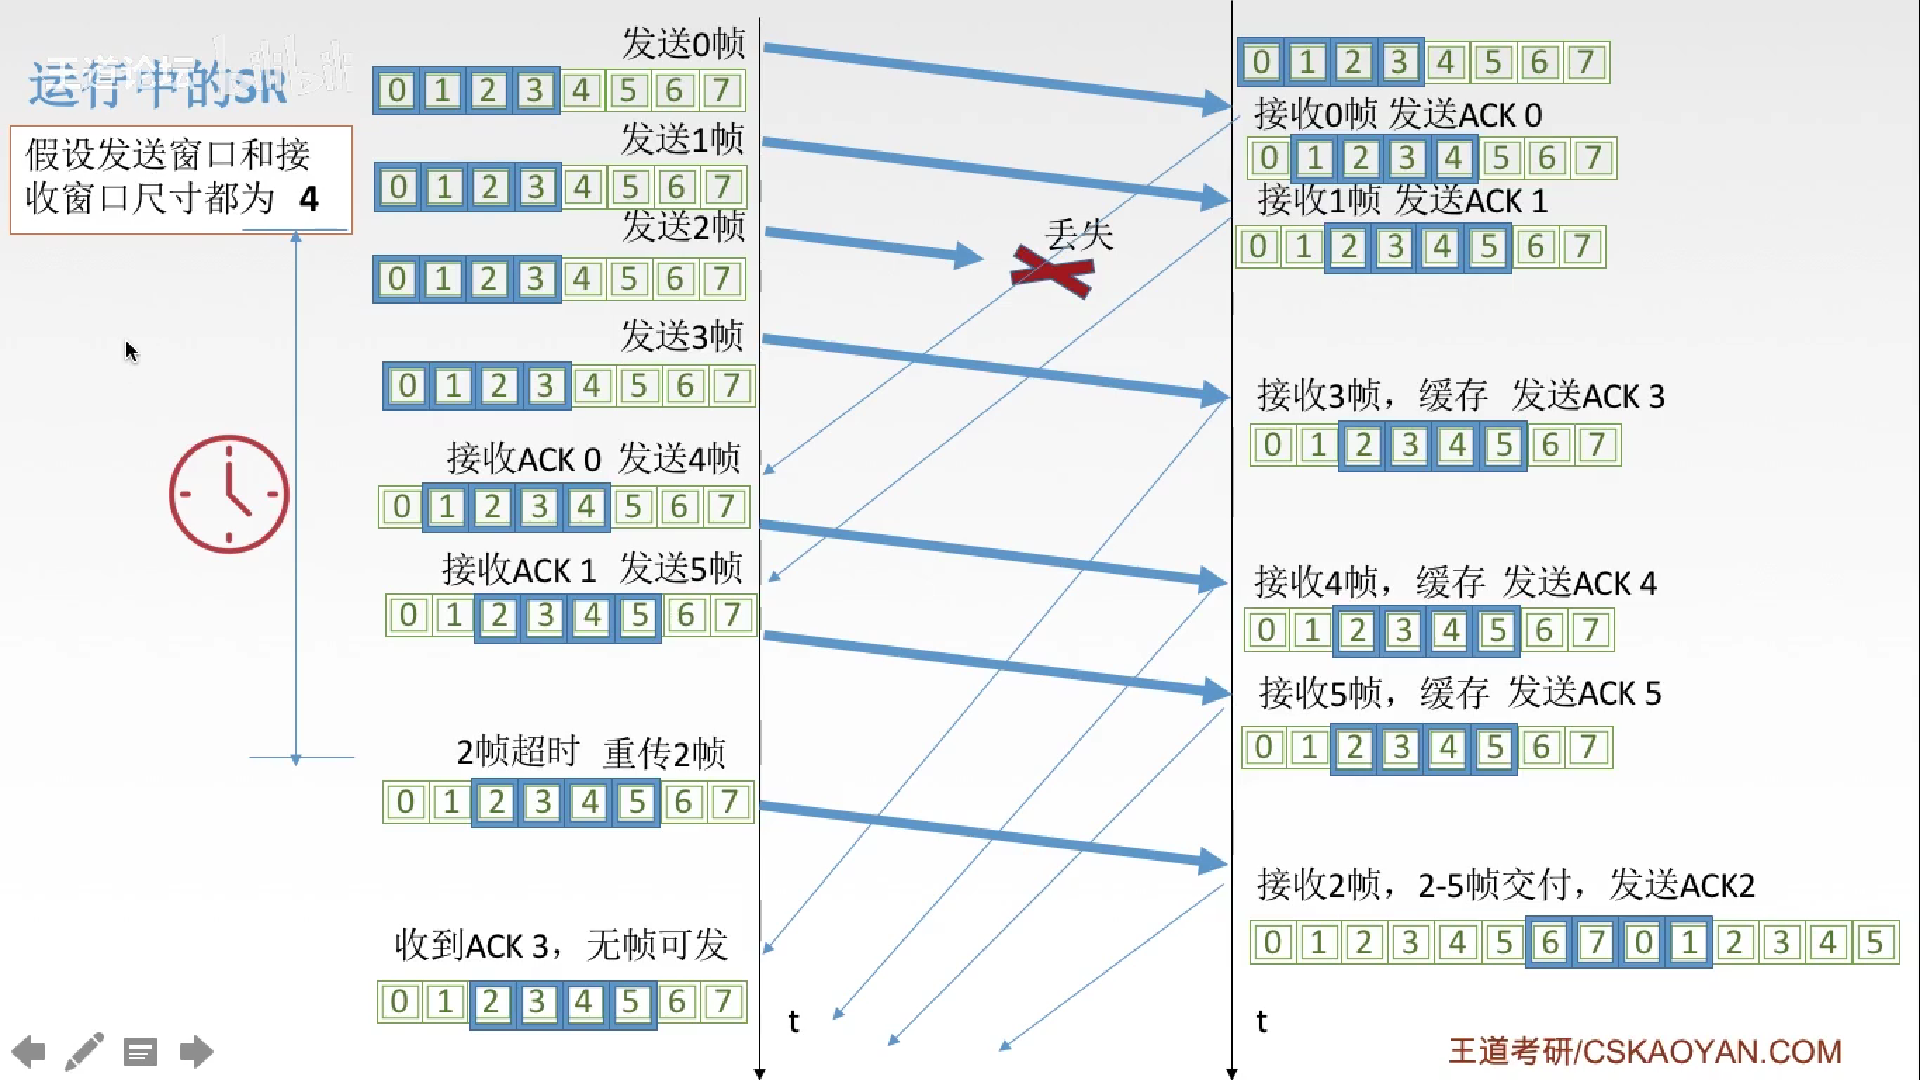 运行中的SR
王道论坛
假设发送窗口和接
收窗口尺寸都为 4
发送0帧
0 1 2 3 4 5 6 7
发送1帧
0 1 2 3 4 5 6 7
发送2帧
0 1 2 3 4 5 6 7
发送3帧
0 1 2 3 4 5 6 7
接收ACK 0 发送4帧
0 1 2 3 4 5 6 7
接收ACK 1 发送5帧
0 1 2 3 4 5 6 7
2帧超时 重传2帧
0 1 2 3 4 5 6 7
收到ACK 3，无帧可发
0 1 2 3 4 5 6 7
丢失
t
0 1 2 3 4 5 6 7
接收0帧 发送ACK 0
0 1 2 3 4 5 6 7
接收1帧 发送ACK 1
0 1 2 3 4 5 6 7
接收3帧，缓存 发送ACK 3
0 1 2 3 4 5 6 7
接收4帧，缓存 发送ACK 4
0 1 2 3 4 5 6 7
接收5帧，缓存 发送ACK 5
0 1 2 3 4 5 6 7
接收2帧，2-5帧交付，发送ACK2
0 1 2 3 4 5 6 7 0 1 2 3 4 5
t
王道考研/CSKAOYAN.COM